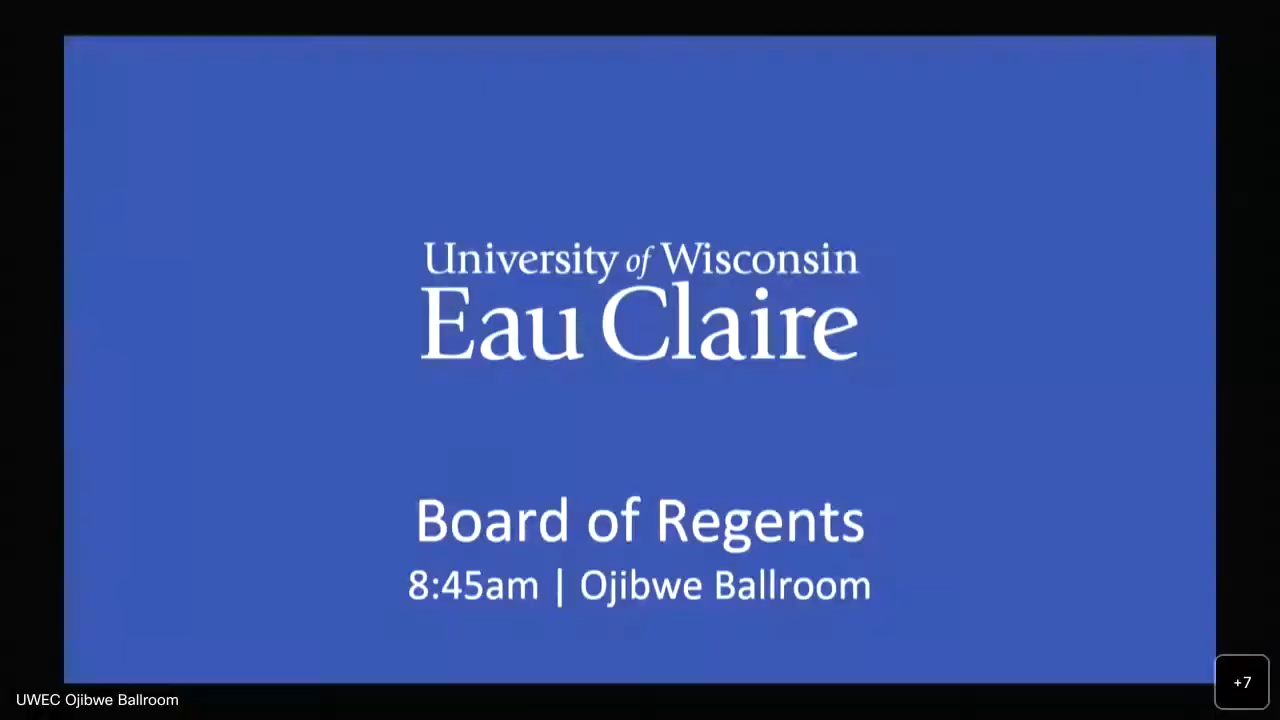 University of Wisconsin
Eau Claire
Board of Regents
8:45am | Ojibwe Ballroom
UWEC Ojibwe Ballroom
+7